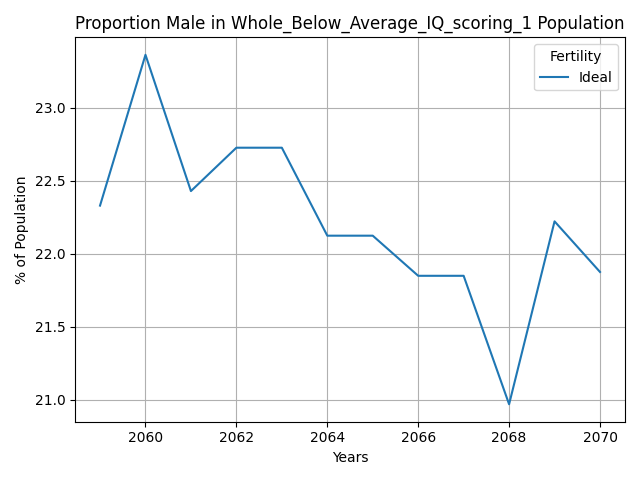 Proportion Male in Whole_Below_Average_IQ_scoring_1 Population
Fertility
Ideal
% of Population
23.0
22.5
22.0
21.5
21.0
2060 2062 2064 2066 2068 2070
Years